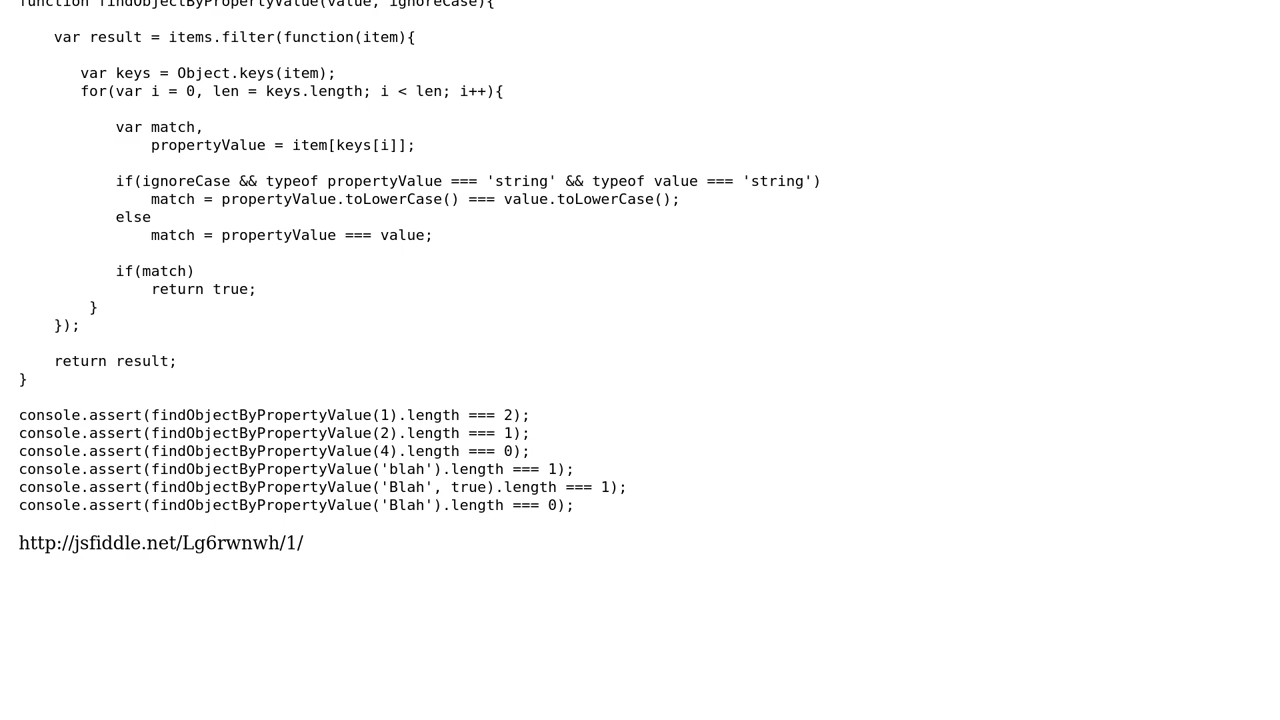 function findObjectByPropertyValue(value, ignoreCase){
var result = items.filter(function(item){
var keys = Object.keys(item);
for(var i = 0, len = keys.length; i < len; i++){
var match,
propertyValue = item[keys[i]];
if(ignoreCase && typeof propertyValue === 'string' && typeof value === 'string')
match = propertyValue.toLowerCase() === value.toLowerCase();
else
match = propertyValue === value;
if(match)
return true;
}
});
return result;
}
console.assert(findObjectByPropertyValue(1).length === 2);
console.assert(findObjectByPropertyValue(2).length === 1);
console.assert(findObjectByPropertyValue(4).length === 0);
console.assert(findObjectByPropertyValue('blah').length === 1);
console.assert(findObjectByPropertyValue('Blah', true).length === 1);
console.assert(findObjectByPropertyValue('Blah').length === 0);
http://jsfiddle.net/Lg6rwnwh/1/